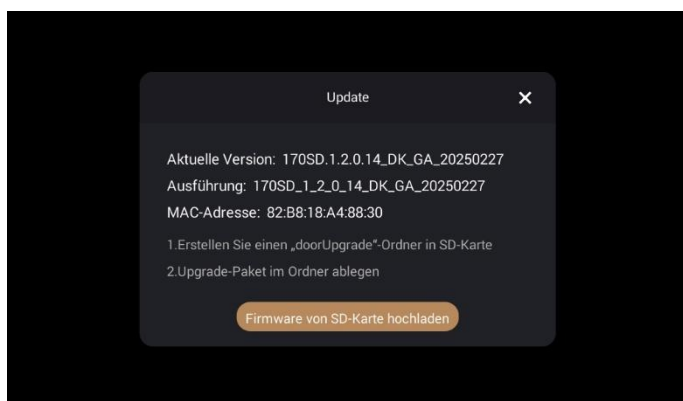 Update
Aktuelle Version: 170SD.1.2.0.14_DK_GA_20250227
Ausführung: 170SD_1_2_0_14_DK_GA_20250227
MAC-Adresse: 82:B8:18:A4:88:30
1.Erstellen Sie einen „doorUpgrade“-Ordner in SD-Karte
2.Upgrade-Paket im Ordner ablegen
Firmware von SD-Karte hochladen